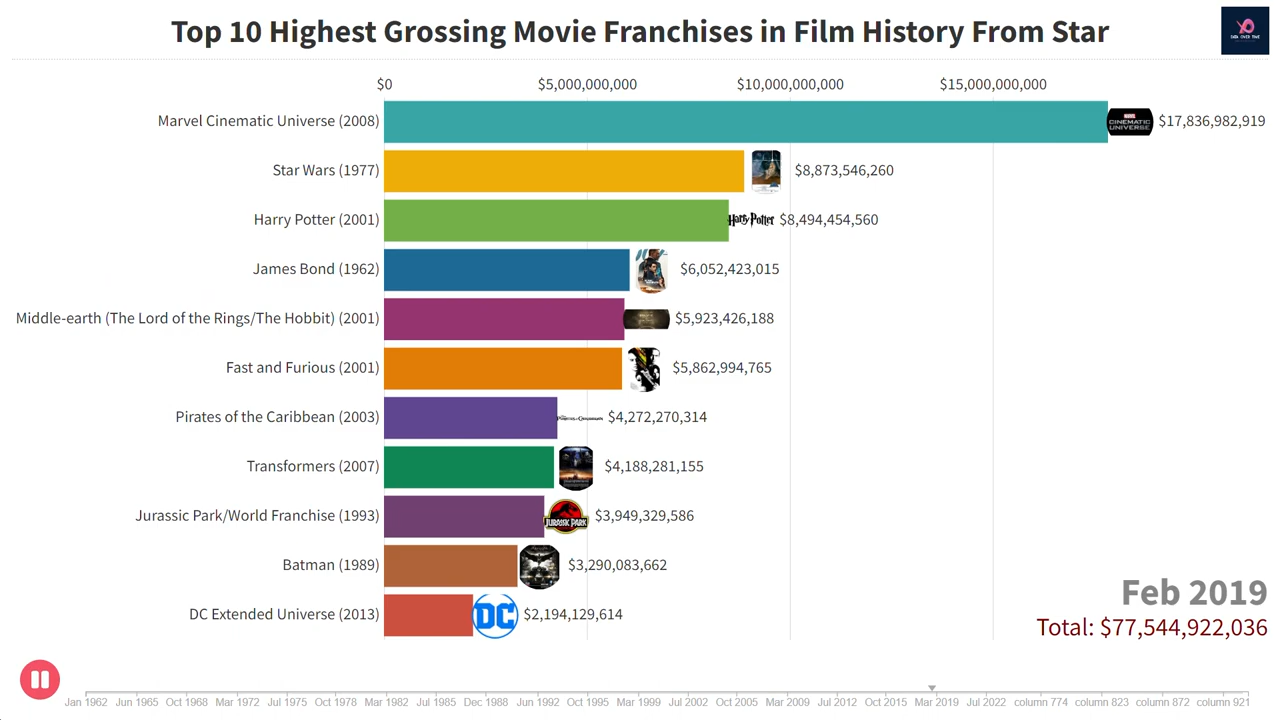 Top 10 Highest Grossing Movie Franchises in Film History From Star
DATA OVER TIME
$0 $5,000,000,000 $10,000,000,000 $15,000,000,000
Marvel Cinematic Universe (2008) MARVEL CINEMATIC UNIVERSE $17,836,982,919
Star Wars (1977) $8,873,546,260
Harry Potter (2001) Harry Potter $8,494,454,560
James Bond (1962) $6,052,423,015
Middle-earth (The Lord of the Rings/The Hobbit) (2001) $5,923,426,188
Fast and Furious (2001) $5,862,994,765
Pirates of the Caribbean (2003) $4,272,270,314
Transformers (2007) $4,188,281,155
Jurassic Park/World Franchise (1993) JURASSIC PARK $3,949,329,586
Batman (1989) $3,290,083,662
DC Extended Universe (2013) DC $2,194,129,614
Feb 2019
Total: $77,544,922,036
Jan 1962 Jun 1965 Oct 1968 Mar 1972 Jul 1975 Oct 1978 Mar 1982 Jul 1985 Dec 1988 Jun 1992 Oct 1995 Mar 1999 Jul 2002 Oct 2005 Mar 2009 Jul 2012 Oct 2015 Mar 2019 Jul 2022 column 774 column 823 column 872 column 921